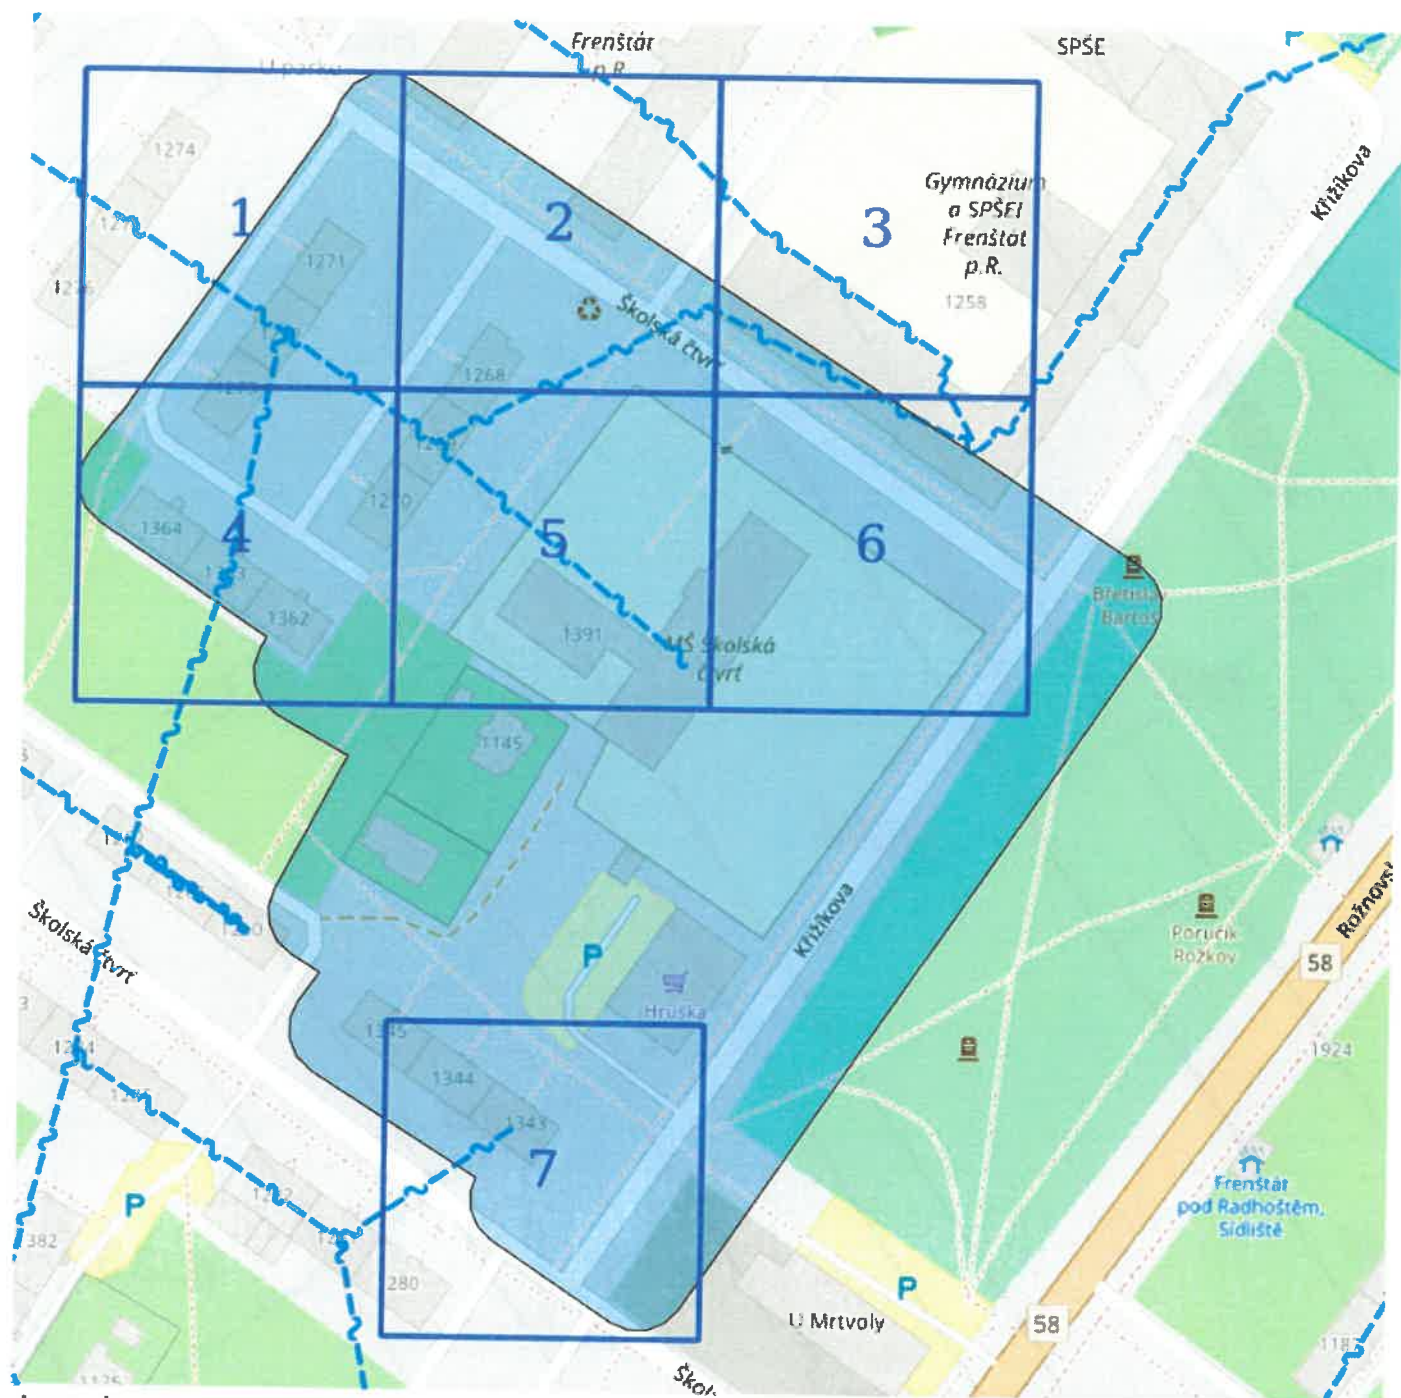 Frenštát
p.R.
SPŠE
U parku
1274
Křižíkova
1
2
3
Gymnázium
a SPŠEI
Frenštát
p.R.
1271
1258
Školská čtvrť
1268
1270
1364
4
5
6
1362
1391
MŠ Školská
čtvrť
Břetislav
Bartoš
1145
Školská čtvrť
Křižíkova
P
Poručík
Rožkov
58
Hruška
1345
1344
1343
1924
7
P
Frenštát
pod Radhoštěm,
Sídliště
382
280
P
U Mrtvoly
58